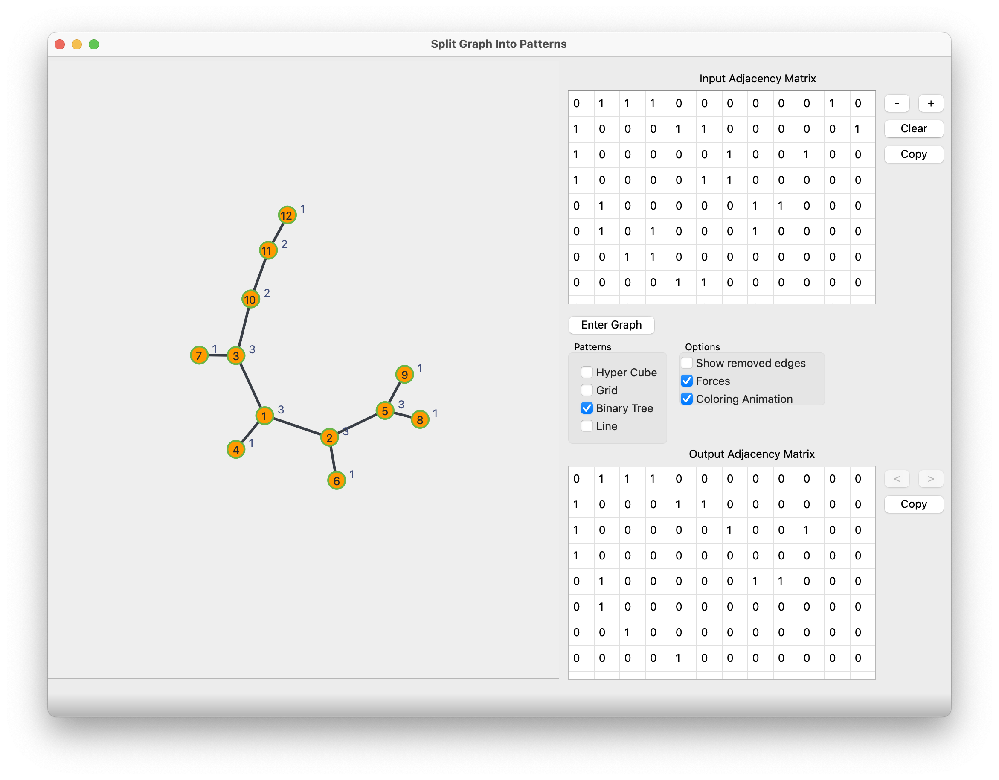 Split Graph Into Patterns
12 1
11 2
10 2
7 1 3 3
9 1
5 3
8 1
1 3
2 3
4 1
6 1
Input Adjacency Matrix
0 1 1 1 0 0 0 0 0 0 1 0
1 0 0 0 1 1 0 0 0 0 0 1
1 0 0 0 0 0 1 0 0 1 0 0
1 0 0 0 0 1 1 0 0 0 0 0
0 1 0 0 0 0 0 1 1 0 0 0
0 1 0 1 0 0 0 1 0 0 0 0
0 0 1 1 0 0 0 0 0 0 0 0
0 0 0 0 1 1 0 0 0 0 0 0
- +
Clear
Copy
Enter Graph
Patterns
Hyper Cube
Grid
Binary Tree
Line
Options
Show removed edges
Forces
Coloring Animation
Output Adjacency Matrix
0 1 1 1 0 0 0 0 0 0 0 0
1 0 0 0 1 1 0 0 0 0 0 0
1 0 0 0 0 0 1 0 0 1 0 0
1 0 0 0 0 0 0 0 0 0 0 0
0 1 0 0 0 0 0 1 1 0 0 0
0 1 0 0 0 0 0 0 0 0 0 0
0 0 1 0 0 0 0 0 0 0 0 0
0 0 0 0 1 0 0 0 0 0 0 0
< >
Copy